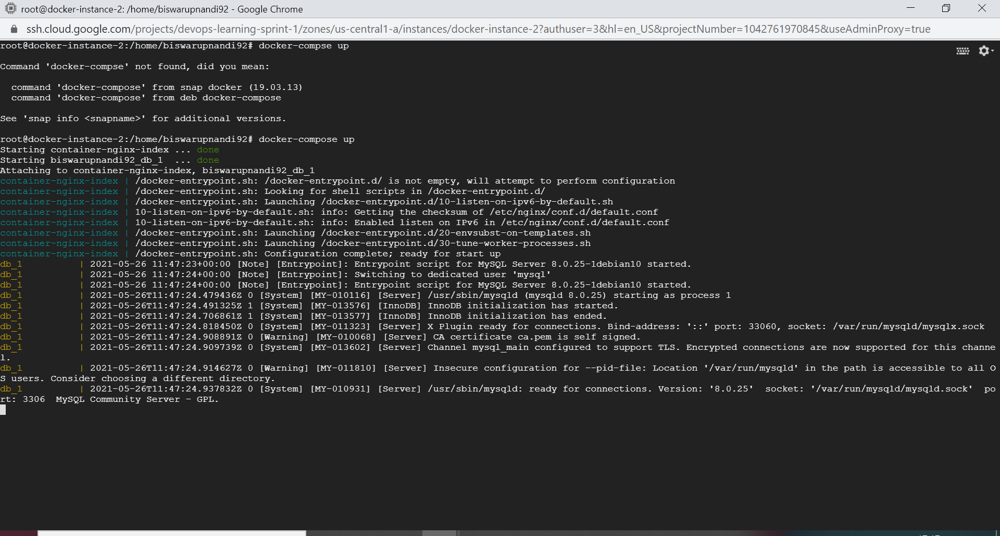 root@docker-instance-2: /home/biswarupnandi92 - Google Chrome
ssh.cloud.google.com/projects/devops-learning-sprint-1/zones/us-central1-a/instances/docker-instance-2?authuser=3&hl=en_US&projectNumber=1042761970845&useAdminProxy=true
root@docker-instance-2:/home/biswarupnandi92# docker-compse up
Command 'docker-compse' not found, did you mean:
command 'docker-compose' from snap docker (19.03.13)
command 'docker-compose' from deb docker-compose
See 'snap info <snapname>' for additional versions.
root@docker-instance-2:/home/biswarupnandi92# docker-compose up
Starting container-nginx-index ... done
Starting biswarupnandi92_db_1  ... done
Attaching to container-nginx-index, biswarupnandi92_db_1
container-nginx-index | /docker-entrypoint.sh: /docker-entrypoint.d/ is not empty, will attempt to perform configuration
container-nginx-index | /docker-entrypoint.sh: Looking for shell scripts in /docker-entrypoint.d/
container-nginx-index | /docker-entrypoint.sh: Launching /docker-entrypoint.d/10-listen-on-ipv6-by-default.sh
container-nginx-index | 10-listen-on-ipv6-by-default.sh: info: Getting the checksum of /etc/nginx/conf.d/default.conf
container-nginx-index | 10-listen-on-ipv6-by-default.sh: info: Enabled listen on IPv6 in /etc/nginx/conf.d/default.conf
container-nginx-index | /docker-entrypoint.sh: Launching /docker-entrypoint.d/20-envsubst-on-templates.sh
container-nginx-index | /docker-entrypoint.sh: Launching /docker-entrypoint.d/30-tune-worker-processes.sh
container-nginx-index | /docker-entrypoint.sh: Configuration complete; ready for start up
db_1 | 2021-05-26 11:47:23+00:00 [Note] [Entrypoint]: Entrypoint script for MySQL Server 8.0.25-1debian10 started.
db_1 | 2021-05-26 11:47:24+00:00 [Note] [Entrypoint]: Switching to dedicated user 'mysql'
db_1 | 2021-05-26 11:47:24+00:00 [Note] [Entrypoint]: Entrypoint script for MySQL Server 8.0.25-1debian10 started.
db_1 | 2021-05-26T11:47:24.479436Z 0 [System] [MY-010116] [Server] /usr/sbin/mysqld (mysqld 8.0.25) starting as process 1
db_1 | 2021-05-26T11:47:24.491325Z 1 [System] [MY-013576] [InnoDB] InnoDB initialization has started.
db_1 | 2021-05-26T11:47:24.706861Z 1 [System] [MY-013577] [InnoDB] InnoDB initialization has ended.
db_1 | 2021-05-26T11:47:24.818450Z 0 [System] [MY-011323] [Server] X Plugin ready for connections. Bind-address: '::' port: 33060, socket: /var/run/mysqld/mysqlx.sock
db_1 | 2021-05-26T11:47:24.908891Z 0 [Warning] [MY-010068] [Server] CA certificate ca.pem is self signed.
db_1 | 2021-05-26T11:47:24.909739Z 0 [System] [MY-013602] [Server] Channel mysql_main configured to support TLS. Encrypted connections are now supported for this channe
l.
db_1 | 2021-05-26T11:47:24.914627Z 0 [Warning] [MY-011810] [Server] Insecure configuration for --pid-file: Location '/var/run/mysqld' in the path is accessible to all O
S users. Consider choosing a different directory.
db_1 | 2021-05-26T11:47:24.937832Z 0 [System] [MY-010931] [Server] /usr/sbin/mysqld: ready for connections. Version: '8.0.25'  socket: '/var/run/mysqld/mysqld.sock'  po
rt: 3306  MySQL Community Server - GPL.